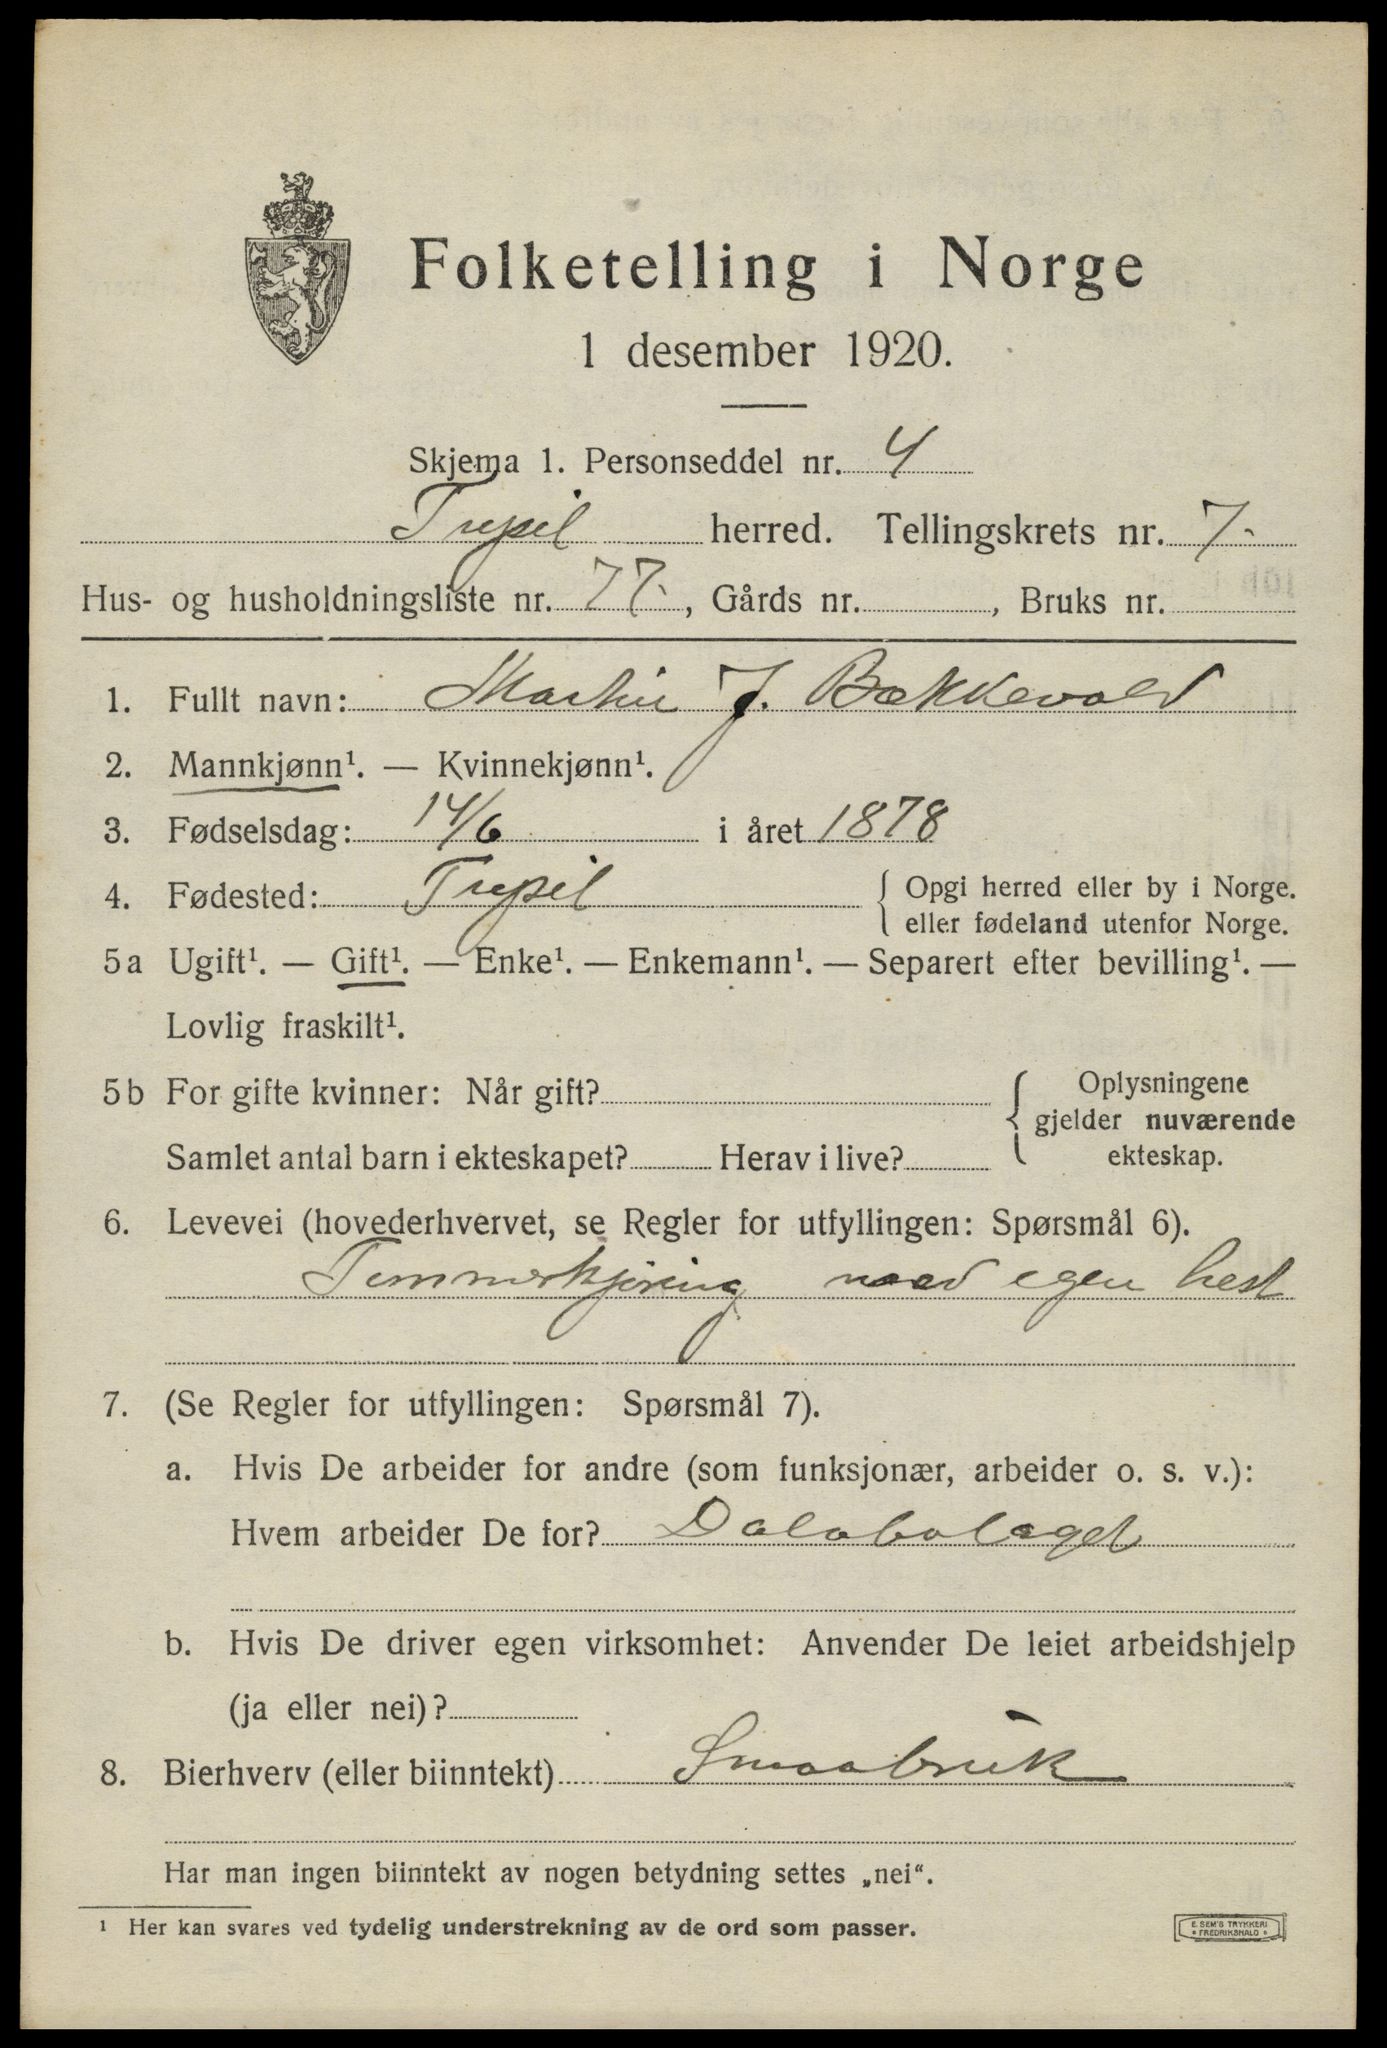 Folketelling i Norge
1 desember 1920.
Skjema 1. Personseddel nr. 4
Trysil herred. Tellingskrets nr. 7.
Hus- og husholdningsliste nr. 77., Gårds nr. , Bruks nr.
1. Fullt navn: Martin J. Bækkevold
2. Mannkjønn¹. — Kvinnekjønn¹.
3. Fødselsdag: 14/6 i året 1878
4. Fødested: Trysil { Opgi herred eller by i Norge.
eller fødeland utenfor Norge.
5 a Ugift¹. — Gift¹. — Enke¹. — Enkemann¹. — Separert efter bevilling¹. —
Lovlig fraskilt¹.
5 b For gifte kvinner: Når gift? { Oplysningene
gjelder nuværende
Samlet antal barn i ekteskapet? Herav i live? ekteskap.
6. Levevei (hovederhvervet, se Regler for utfyllingen: Spørsmål 6).
Tømmerkjøring med egen hest
7. (Se Regler for utfyllingen: Spørsmål 7).
a. Hvis De arbeider for andre (som funksjonær, arbeider o. s. v.):
Hvem arbeider De for? Dalabolaget
b. Hvis De driver egen virksomhet: Anvender De leiet arbeidshjelp
(ja eller nei)?
8. Bierhverv (eller biinntekt) Smaabruk
Har man ingen biinntekt av nogen betydning settes „nei“.
¹ Her kan svares ved tydelig understrekning av de ord som passer.
E. SEM'S TRYKKERI
* FREDRIKSHALD *